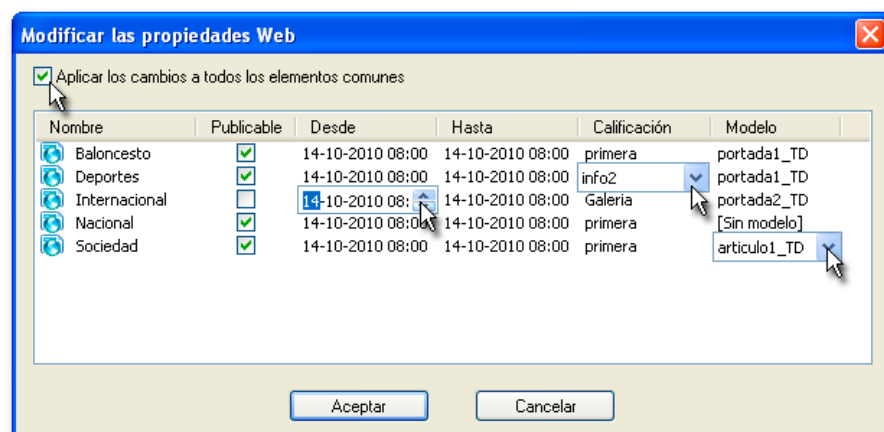 Modificar las propiedades Web
Aplicar los cambios a todos los elementos comunes
Nombre Publicable Desde Hasta Calificación Modelo
Baloncesto 14-10-2010 08:00 14-10-2010 08:00 primera portada1_TD
Deportes 14-10-2010 08:00 14-10-2010 08:00 info2 portada1_TD
Internacional 14-10-2010 08: 14-10-2010 08:00 Galeria portada2_TD
Nacional 14-10-2010 08:00 14-10-2010 08:00 primera [Sin modelo]
Sociedad 14-10-2010 08:00 14-10-2010 08:00 primera articulo1_TD
Aceptar Cancelar